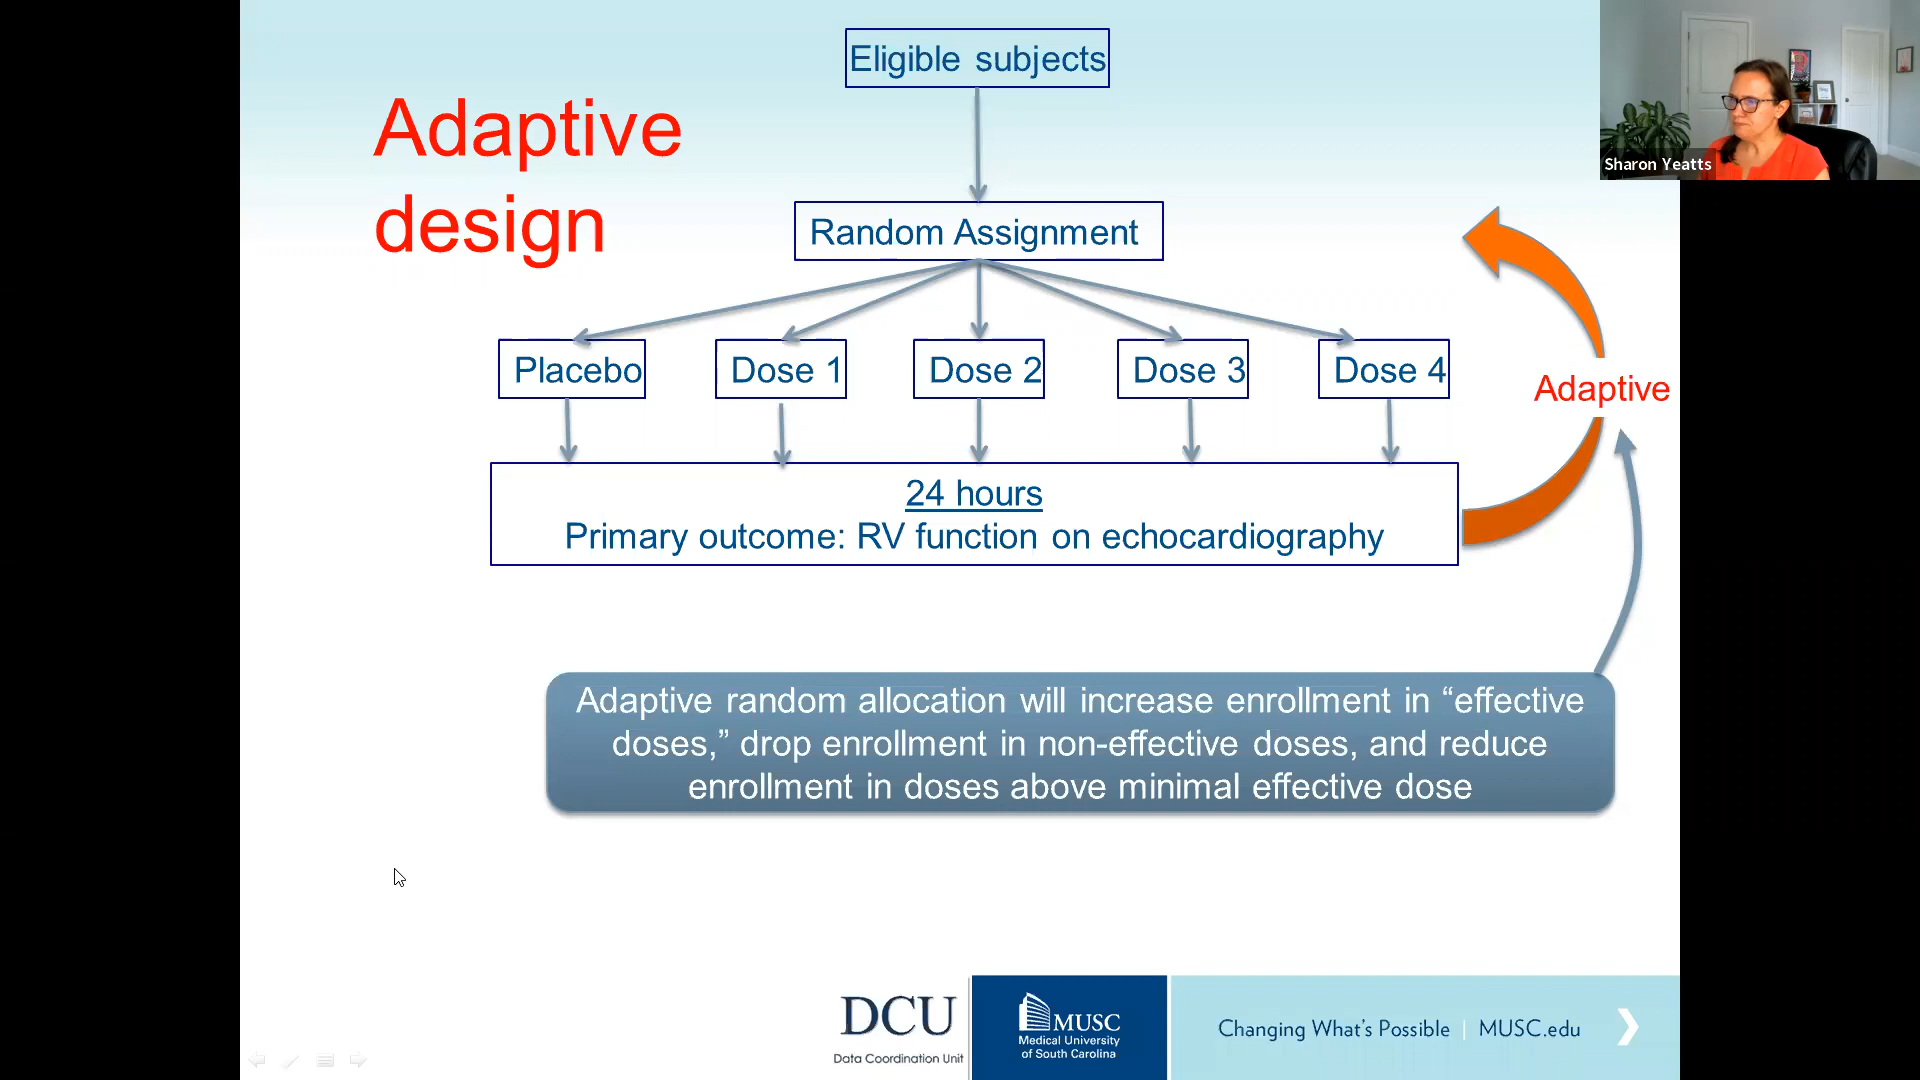 Eligible subjects
Adaptive
design
Sharon Yeatts
Random Assignment
Placebo
Dose 1
Dose 2
Dose 3
Dose 4
Adaptive
24 hours
Primary outcome: RV function on echocardiography
Adaptive random allocation will increase enrollment in “effective
doses,” drop enrollment in non-effective doses, and reduce
enrollment in doses above minimal effective dose
DCU
Data Coordination Unit
MUSC
Medical University
of South Carolina
Changing What’s Possible | MUSC.edu